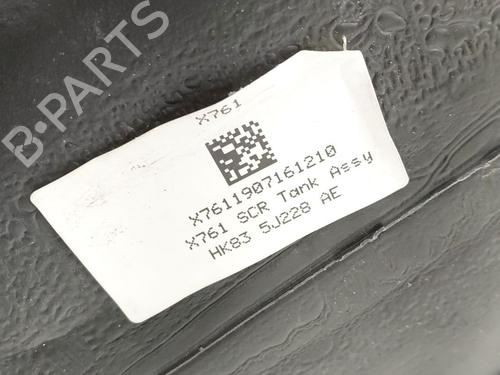 B-PARTS
X761
X7611907161210
X761 SCR Tank Assy
HK83 5J228 AE